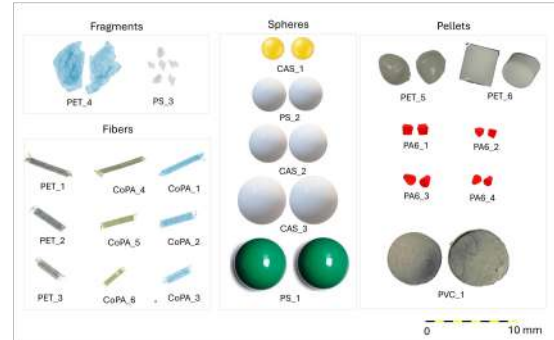 Fragments
PET_4 PS_3
Fibers
PET_1 CoPA_4 CoPA_1
PET_2 CoPA_5 CoPA_2
PET_3 CoPA_6 CoPA_3
Spheres
CAS_1
PS_2
CAS_2
CAS_3
PS_1
Pellets
PET_5 PET_6
PA6_1 PA6_2
PA6_3 PA6_4
PVC_1
0 10 mm